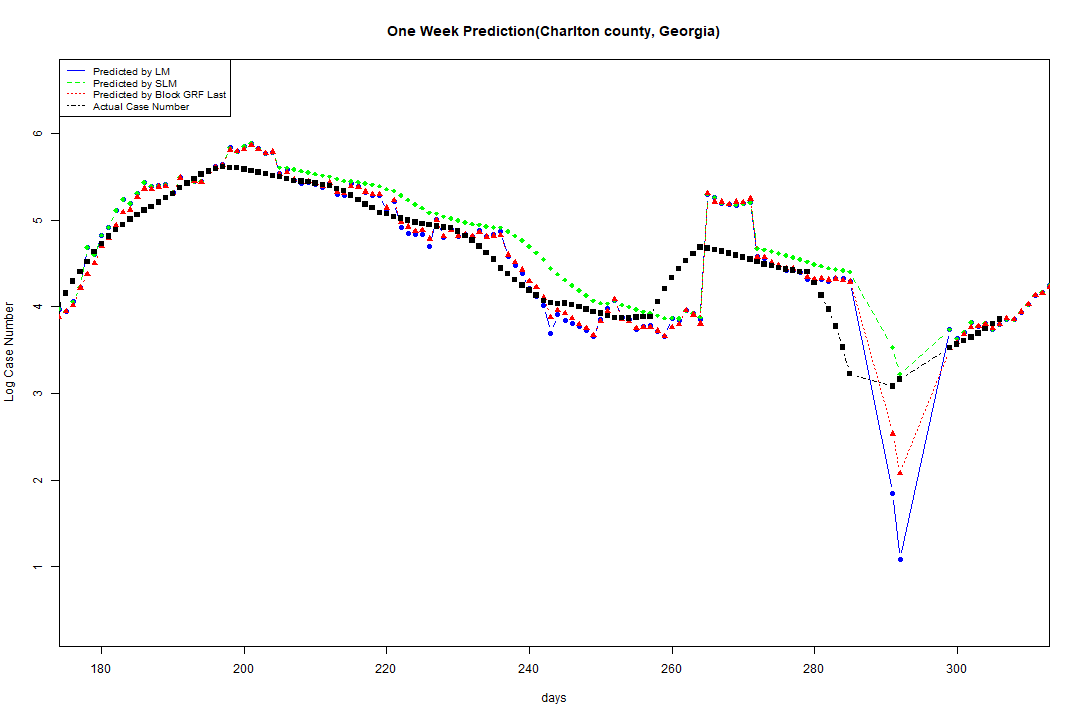 One Week Prediction(Charlton county, Georgia)
Predicted by LM
Predicted by SLM
Predicted by Block GRF Last
Actual Case Number
6
5
4
3
2
1
Log Case Number
180 200 220 240 260 280 300
days